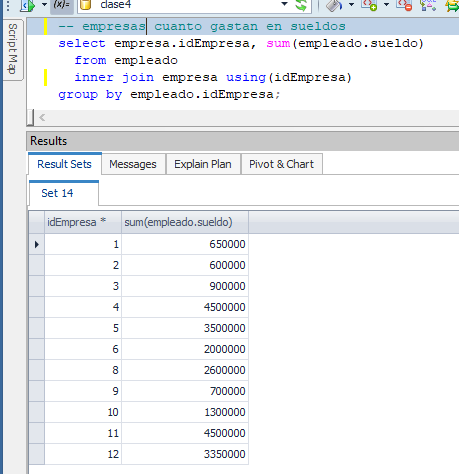 (x)= clase4
Script Map
-- empresas cuanto gastan en sueldos
select empresa.idEmpresa, sum(empleado.sueldo)
from empleado
inner join empresa using(idEmpresa)
group by empleado.idEmpresa;
Results
Result Sets Messages Explain Plan Pivot & Chart
Set 14
idEmpresa * sum(empleado.sueldo)
1 650000
2 600000
3 900000
4 4500000
5 3500000
6 2000000
8 2600000
9 700000
10 1300000
11 4500000
12 3350000